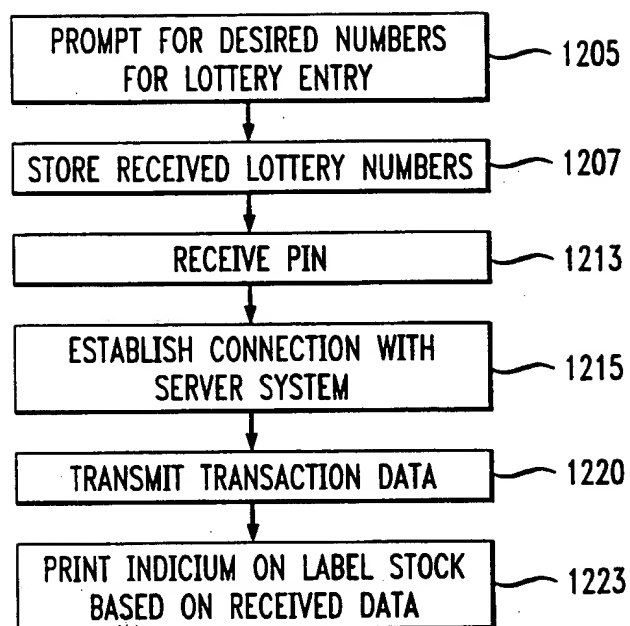 PROMPT FOR DESIRED NUMBERS
FOR LOTTERY ENTRY
1205
STORE RECEIVED LOTTERY NUMBERS
1207
RECEIVE PIN
1213
ESTABLISH CONNECTION WITH
SERVER SYSTEM
1215
TRANSMIT TRANSACTION DATA
1220
PRINT INDICIUM ON LABEL STOCK
BASED ON RECEIVED DATA
1223